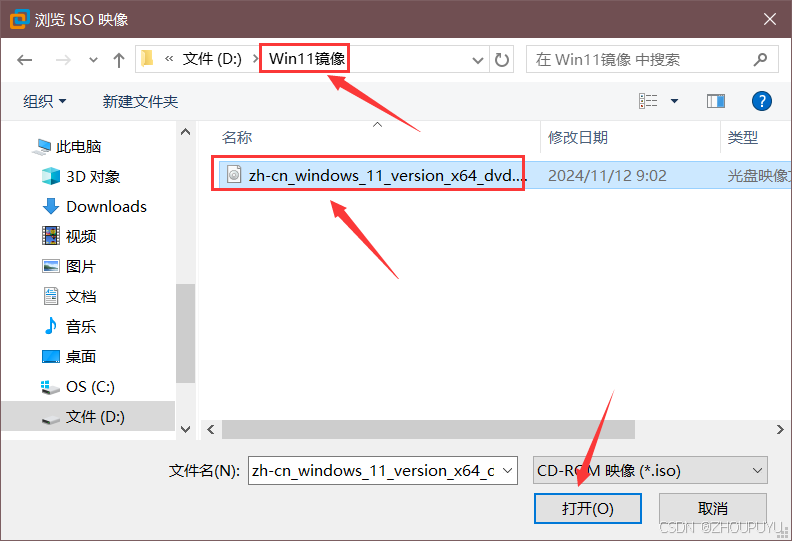 浏览 ISO 映像
« 文件 (D:) › Win11镜像
在 Win11镜像 中搜索
组织
新建文件夹
?
名称
修改日期
类型
此电脑
3D 对象
Downloads
视频
图片
文档
音乐
桌面
OS (C:)
文件 (D:)
zh-cn_windows_11_version_x64_dvd.... 2024/11/12 9:02 光盘映像文
文件名(N): zh-cn_windows_11_version_x64_c CD-ROM 映像 (*.iso)
打开(O) 取消
CSDN @ZHOUPUYU